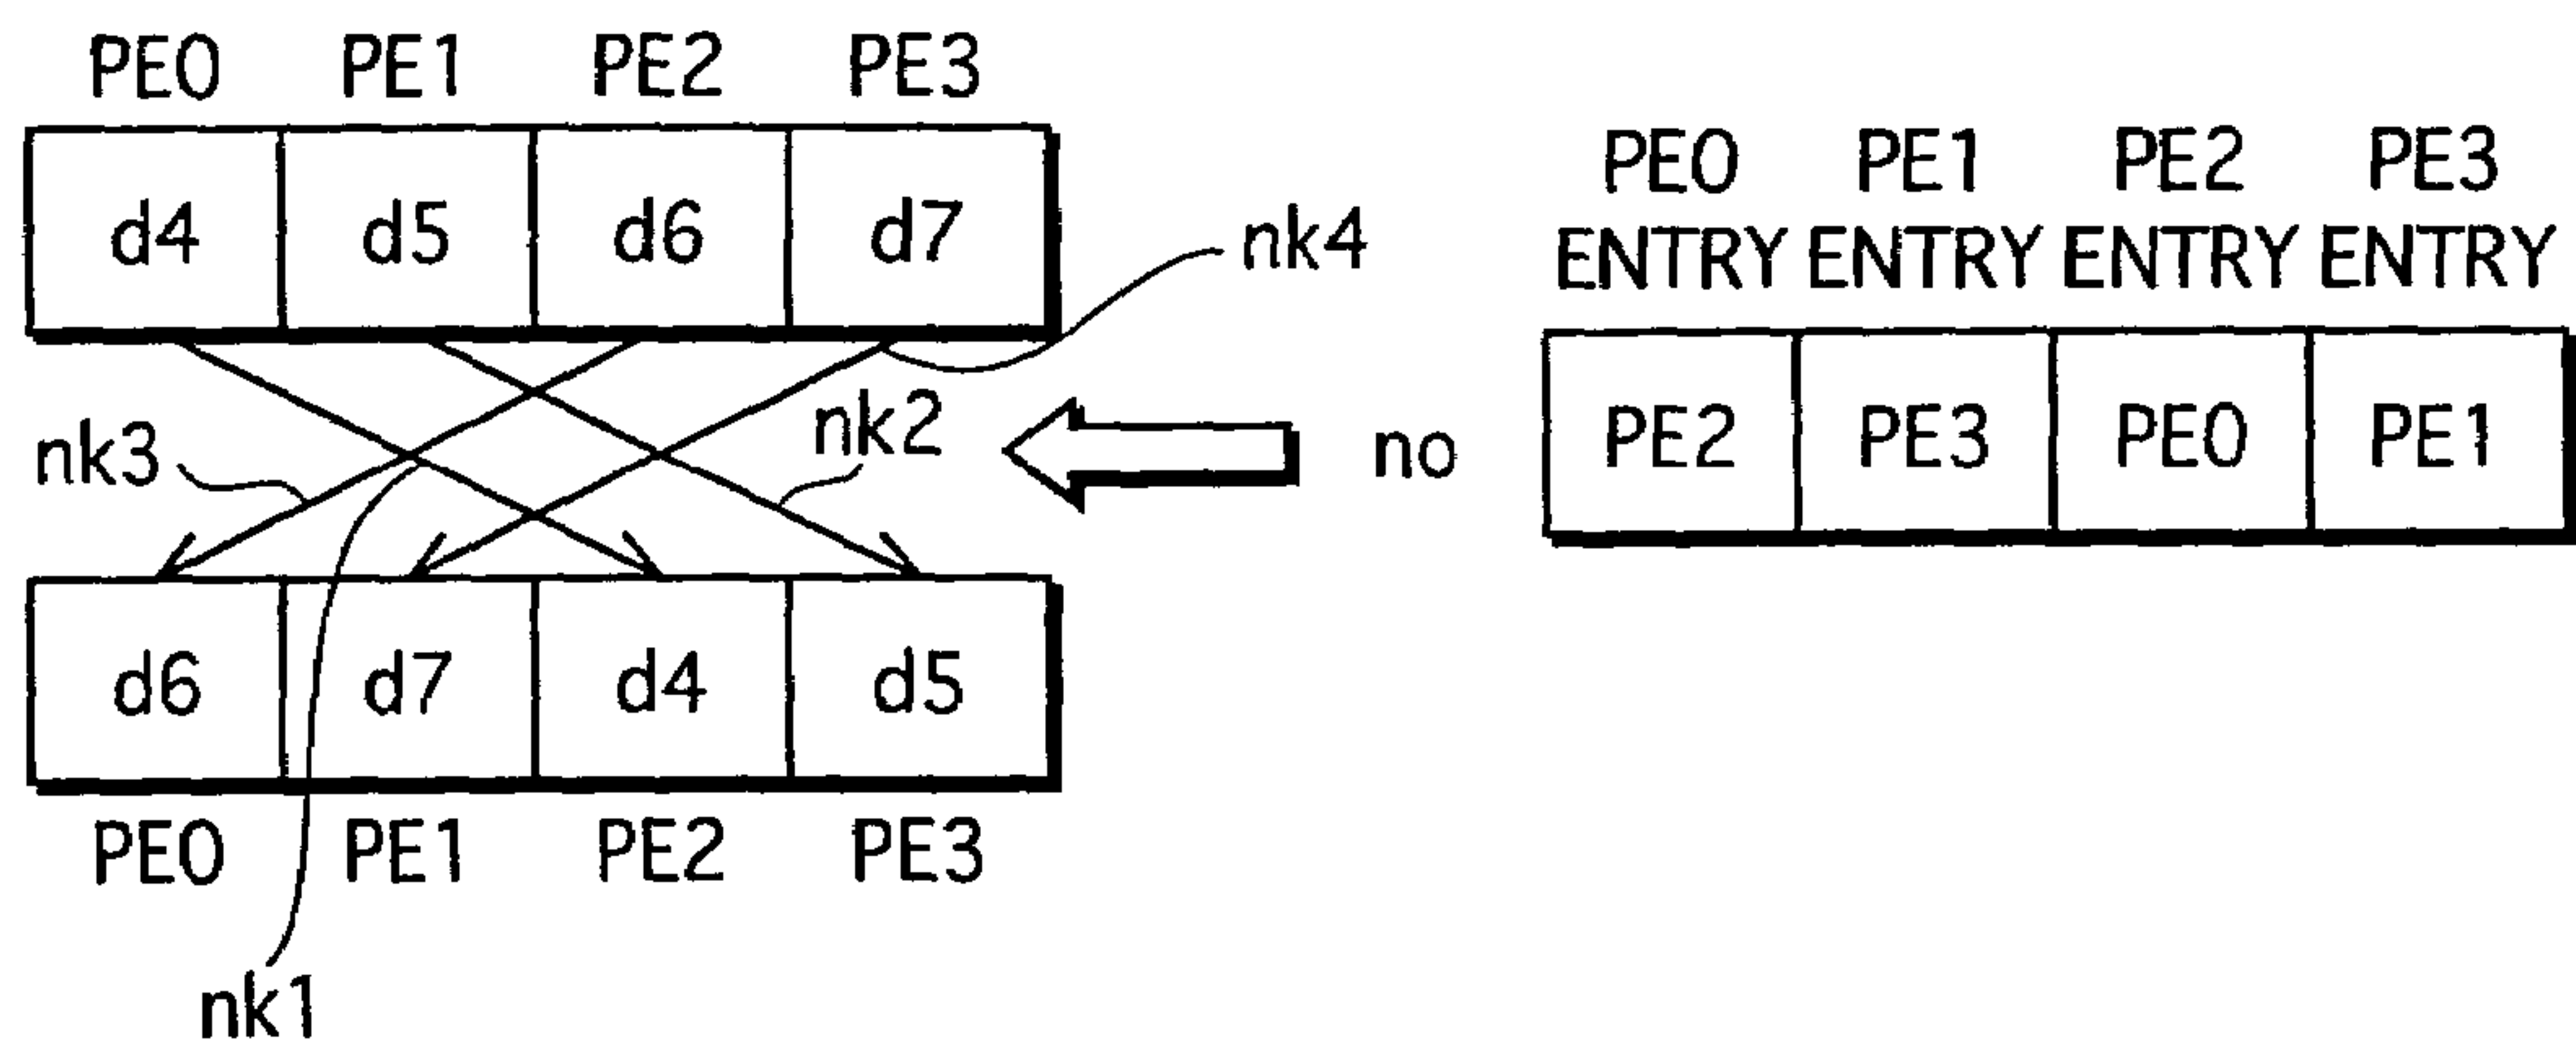 PE0 PE1 PE2 PE3
d4 d5 d6 d7
nk4
nk3
nk2
d6 d7 d4 d5
PE0 PE1 PE2 PE3
nk1
no
PE0 PE1 PE2 PE3
ENTRY ENTRY ENTRY ENTRY
PE2 PE3 PE0 PE1